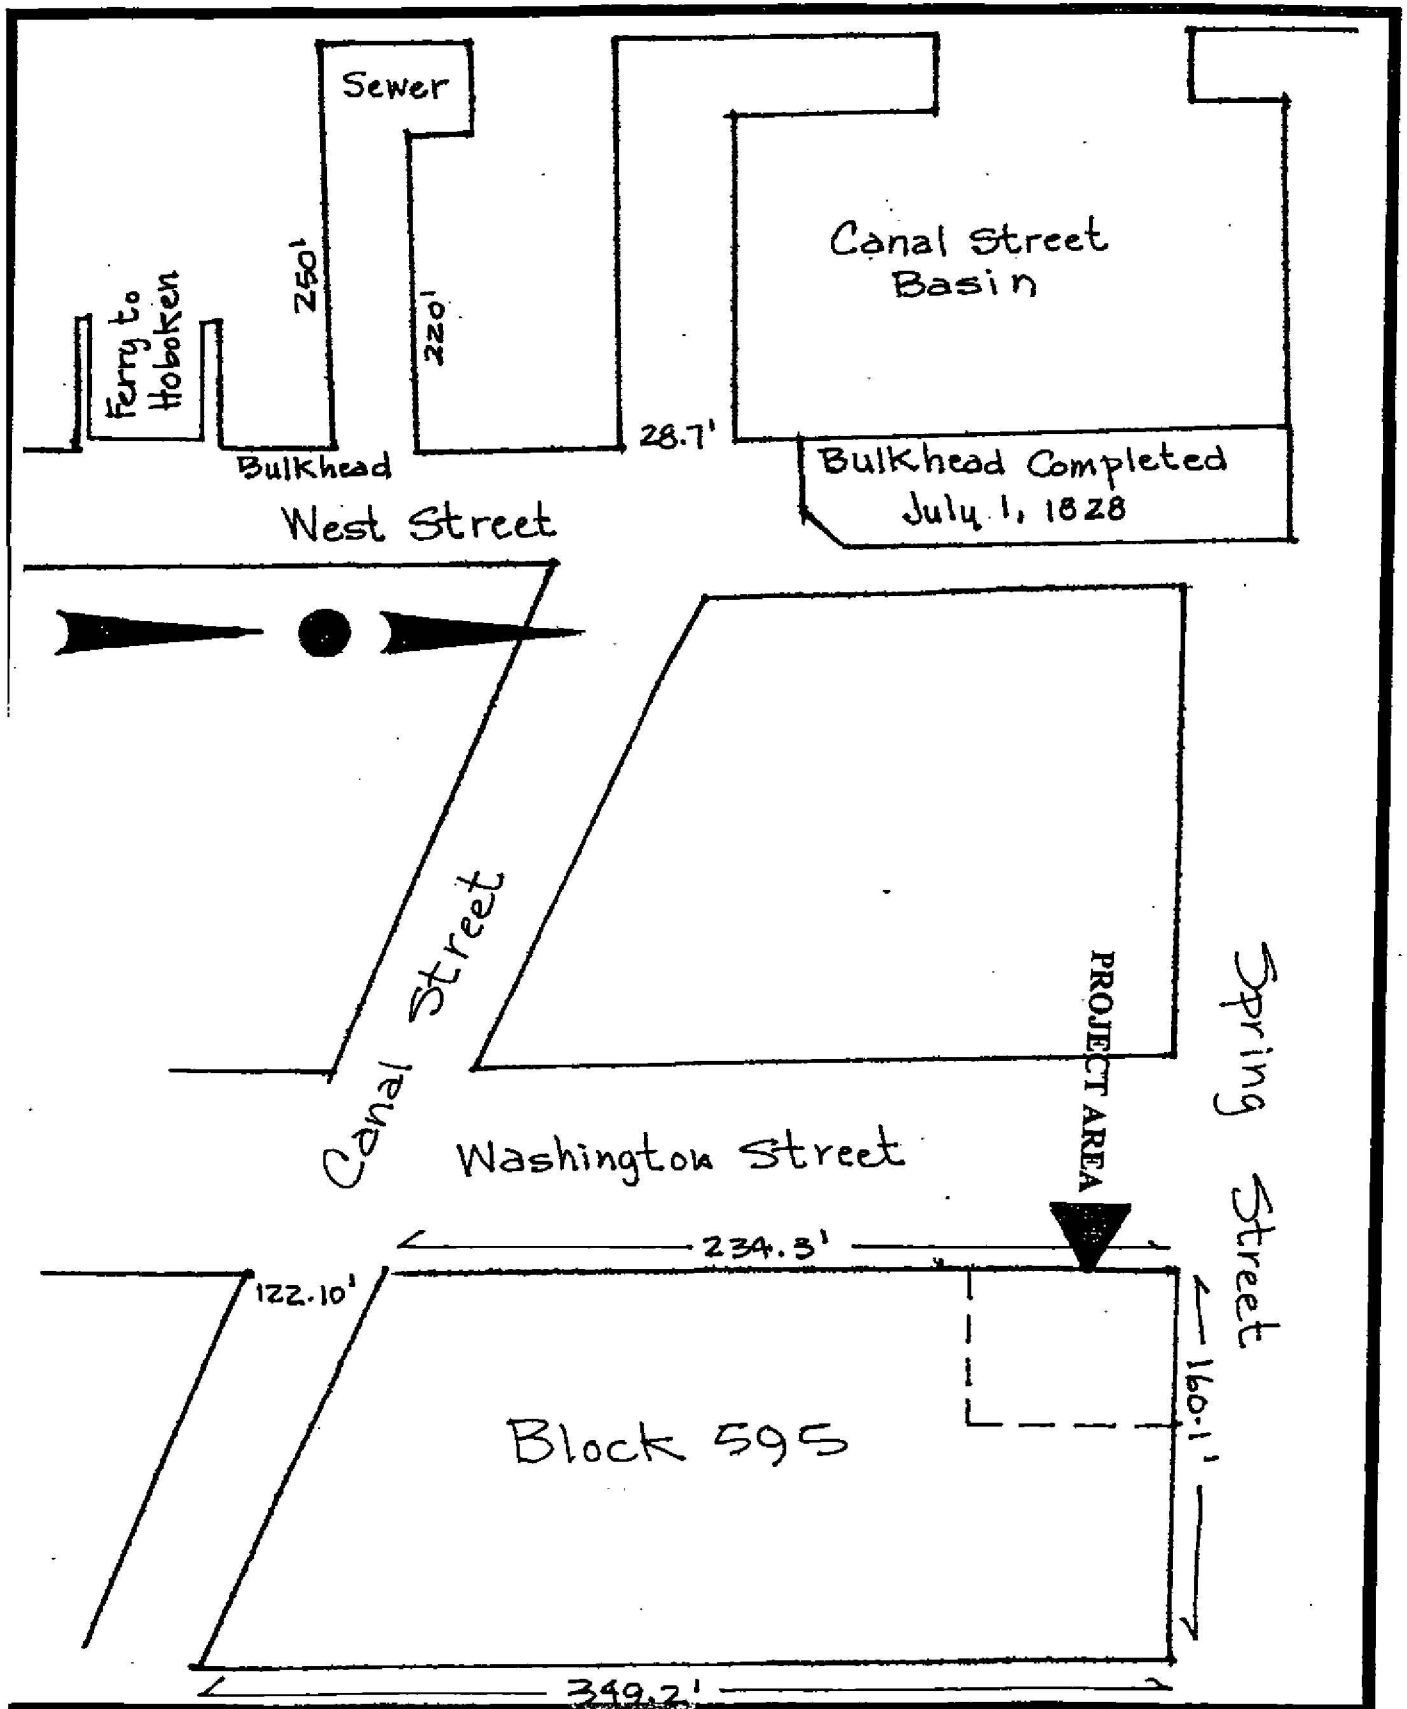 Sewer
Canal Street
Basin
250'
220'
Ferry to
Hoboken
28.7'
Bulkhead
Bulkhead Completed
July 1, 1828
West Street
Canal Street
PROJECT AREA
Spring Street
Washington Street
234.3'
122.10'
160.1'
Block 595
349.2'